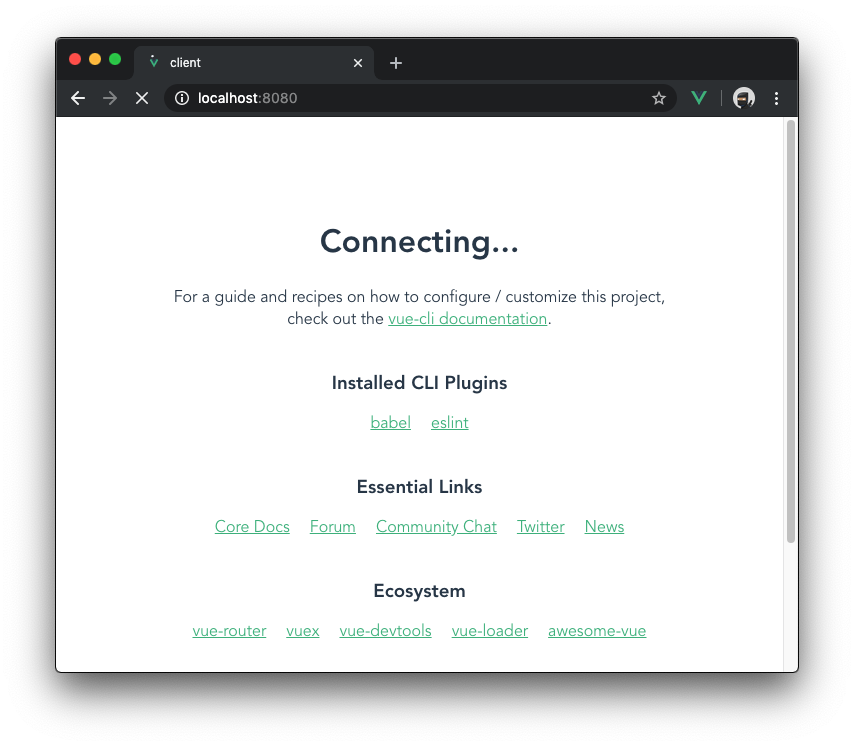 client
localhost:8080
Connecting...
For a guide and recipes on how to configure / customize this project,
check out the vue-cli documentation.
Installed CLI Plugins
babel eslint
Essential Links
Core Docs Forum Community Chat Twitter News
Ecosystem
vue-router vuex vue-devtools vue-loader awesome-vue